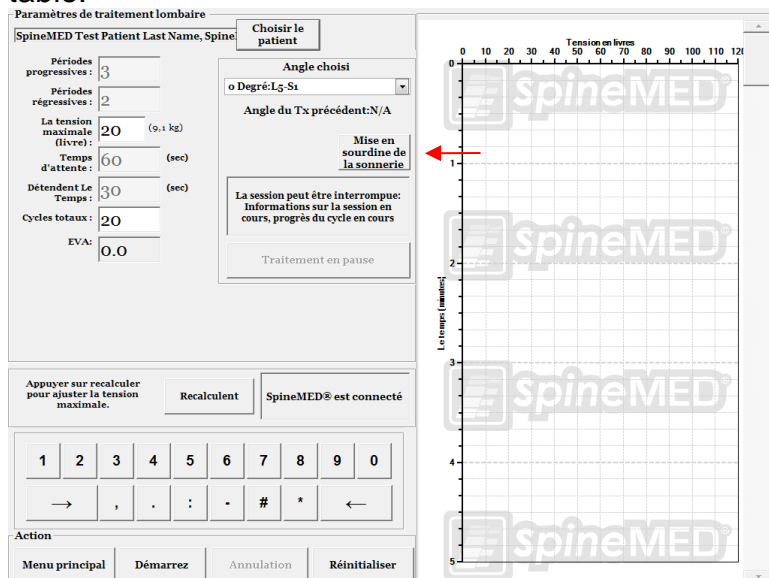 table.
Paramètres de traitement lombaire
SpineMED Test Patient Last Name, Spine
Choisir le
patient
Périodes
progressives :
3
Périodes
régressives :
2
La tension
maximale
(livre) :
20
(9,1 kg)
Temps
d'attente :
60
(sec)
Détendent Le
Temps :
30
(sec)
Cycles totaux :
20
EVA:
0.0
Angle choisi
0 Degré:L5-S1
Angle du Tx précédent:N/A
Mise en
sourdine de
la sonnerie
La session peut être interrompue:
Informations sur la session en
cours, progrès du cycle en cours
Traitement en pause
Appuyer sur recalculer
pour ajuster la tension
maximale.
Recalculent
SpineMED® est connecté
1 2 3 4 5 6 7 8 9 0
→ , . : - # * ←
Action
Menu principal
Démarrez
Annulation
Réinitialiser
Tension en livres
0 10 20 30 40 50 60 70 80 90 100 110 120
Le temps (minutes)
0
1
2
3
4
5
SpineMED®
SpineMED®
SpineMED®
SpineMED®